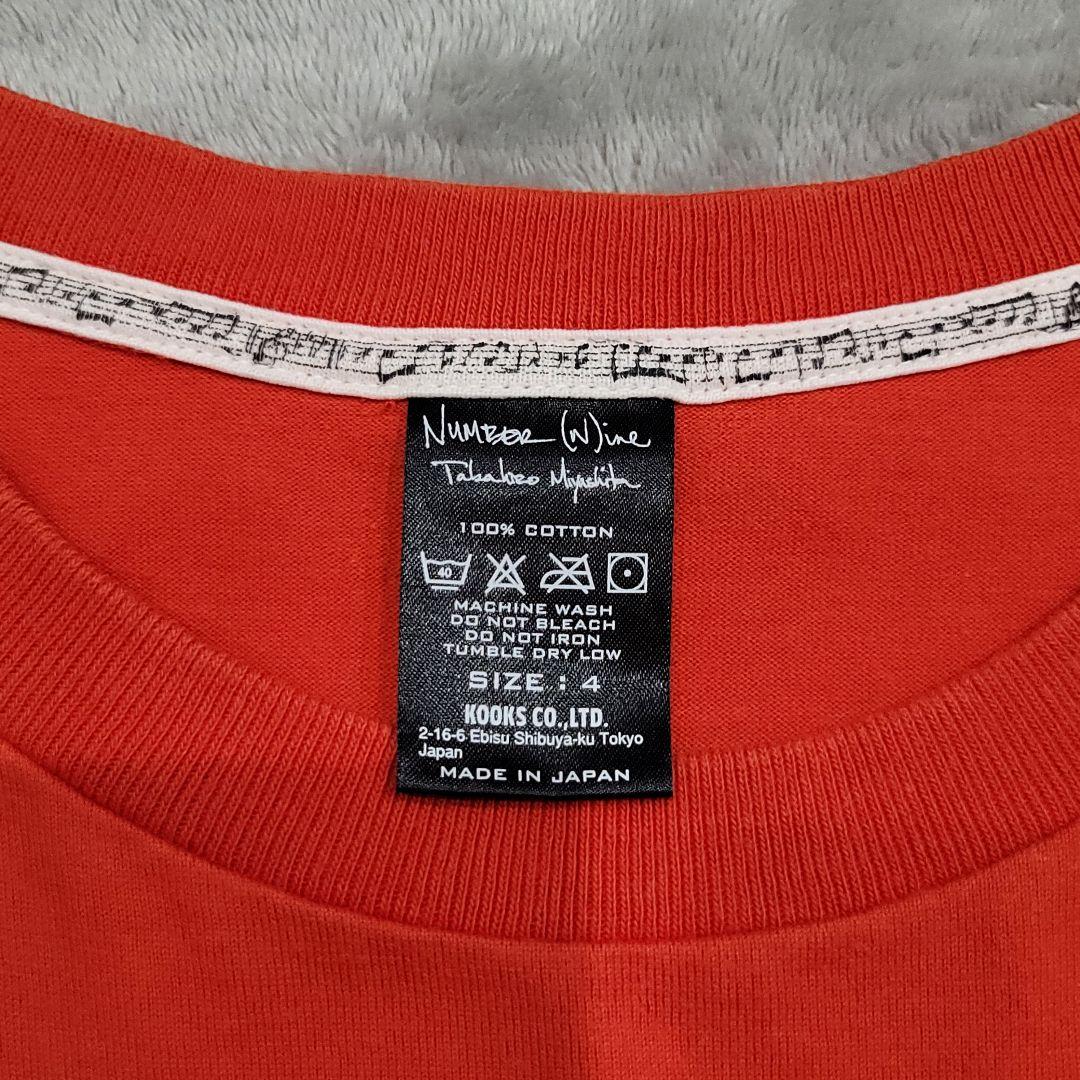 NUMBER (N)ine
Takahiro Miyashita
100% COTTON
40
MACHINE WASH
DO NOT BLEACH
DO NOT IRON
TUMBLE DRY LOW
SIZE : 4
KOOKS CO.,LTD.
2-16-6 Ebisu Shibuya-ku Tokyo
Japan
MADE IN JAPAN